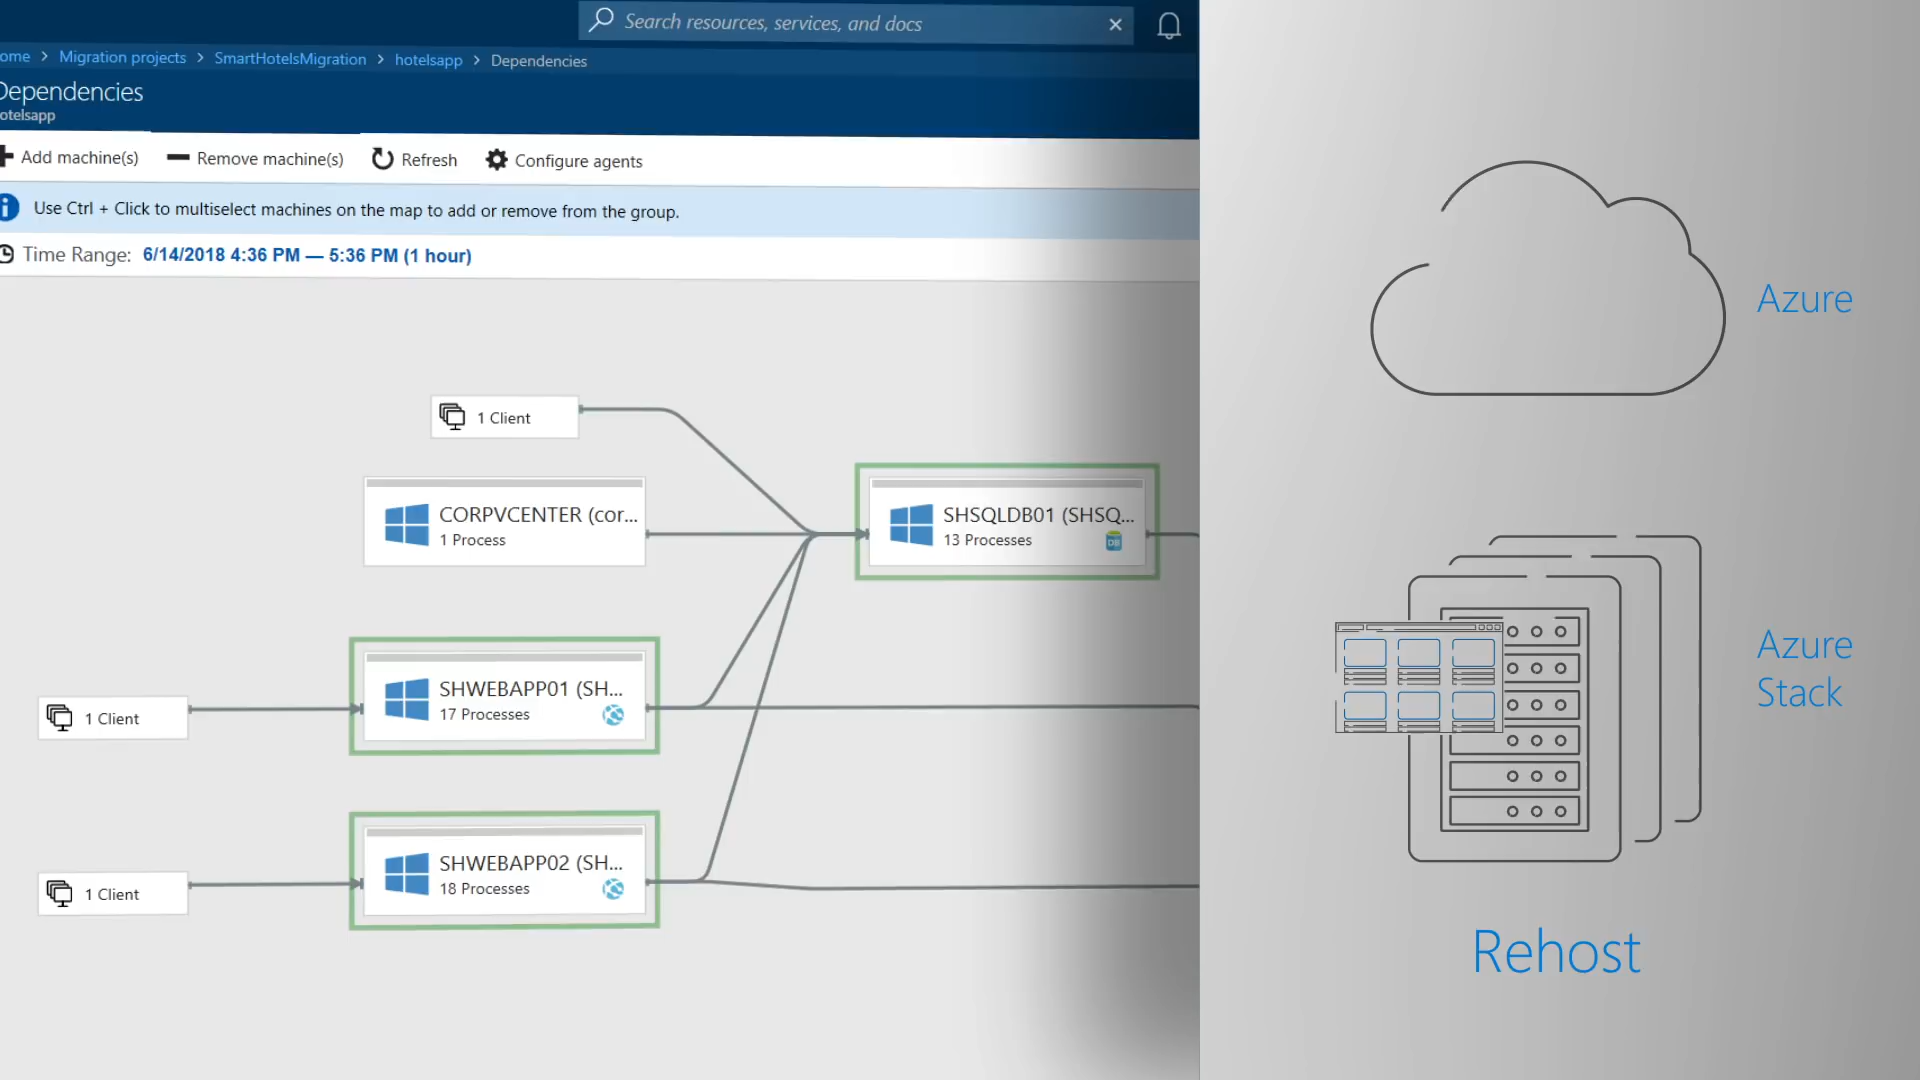 Search resources, services, and docs
ome > Migration projects > SmartHotelsMigration > hotelsapp > Dependencies
Dependencies
otelsapp
Add machine(s) Remove machine(s) Refresh Configure agents
Use Ctrl + Click to multiselect machines on the map to add or remove from the group.
Time Range: 6/14/2018 4:36 PM — 5:36 PM (1 hour)
1 Client
CORPVCENTER (cor...
1 Process
SHSQLDB01 (SHSQ...
13 Processes
DB
SHWEBAPP01 (SH...
17 Processes
1 Client
SHWEBAPP02 (SH...
18 Processes
1 Client
Azure
Azure
Stack
Rehost